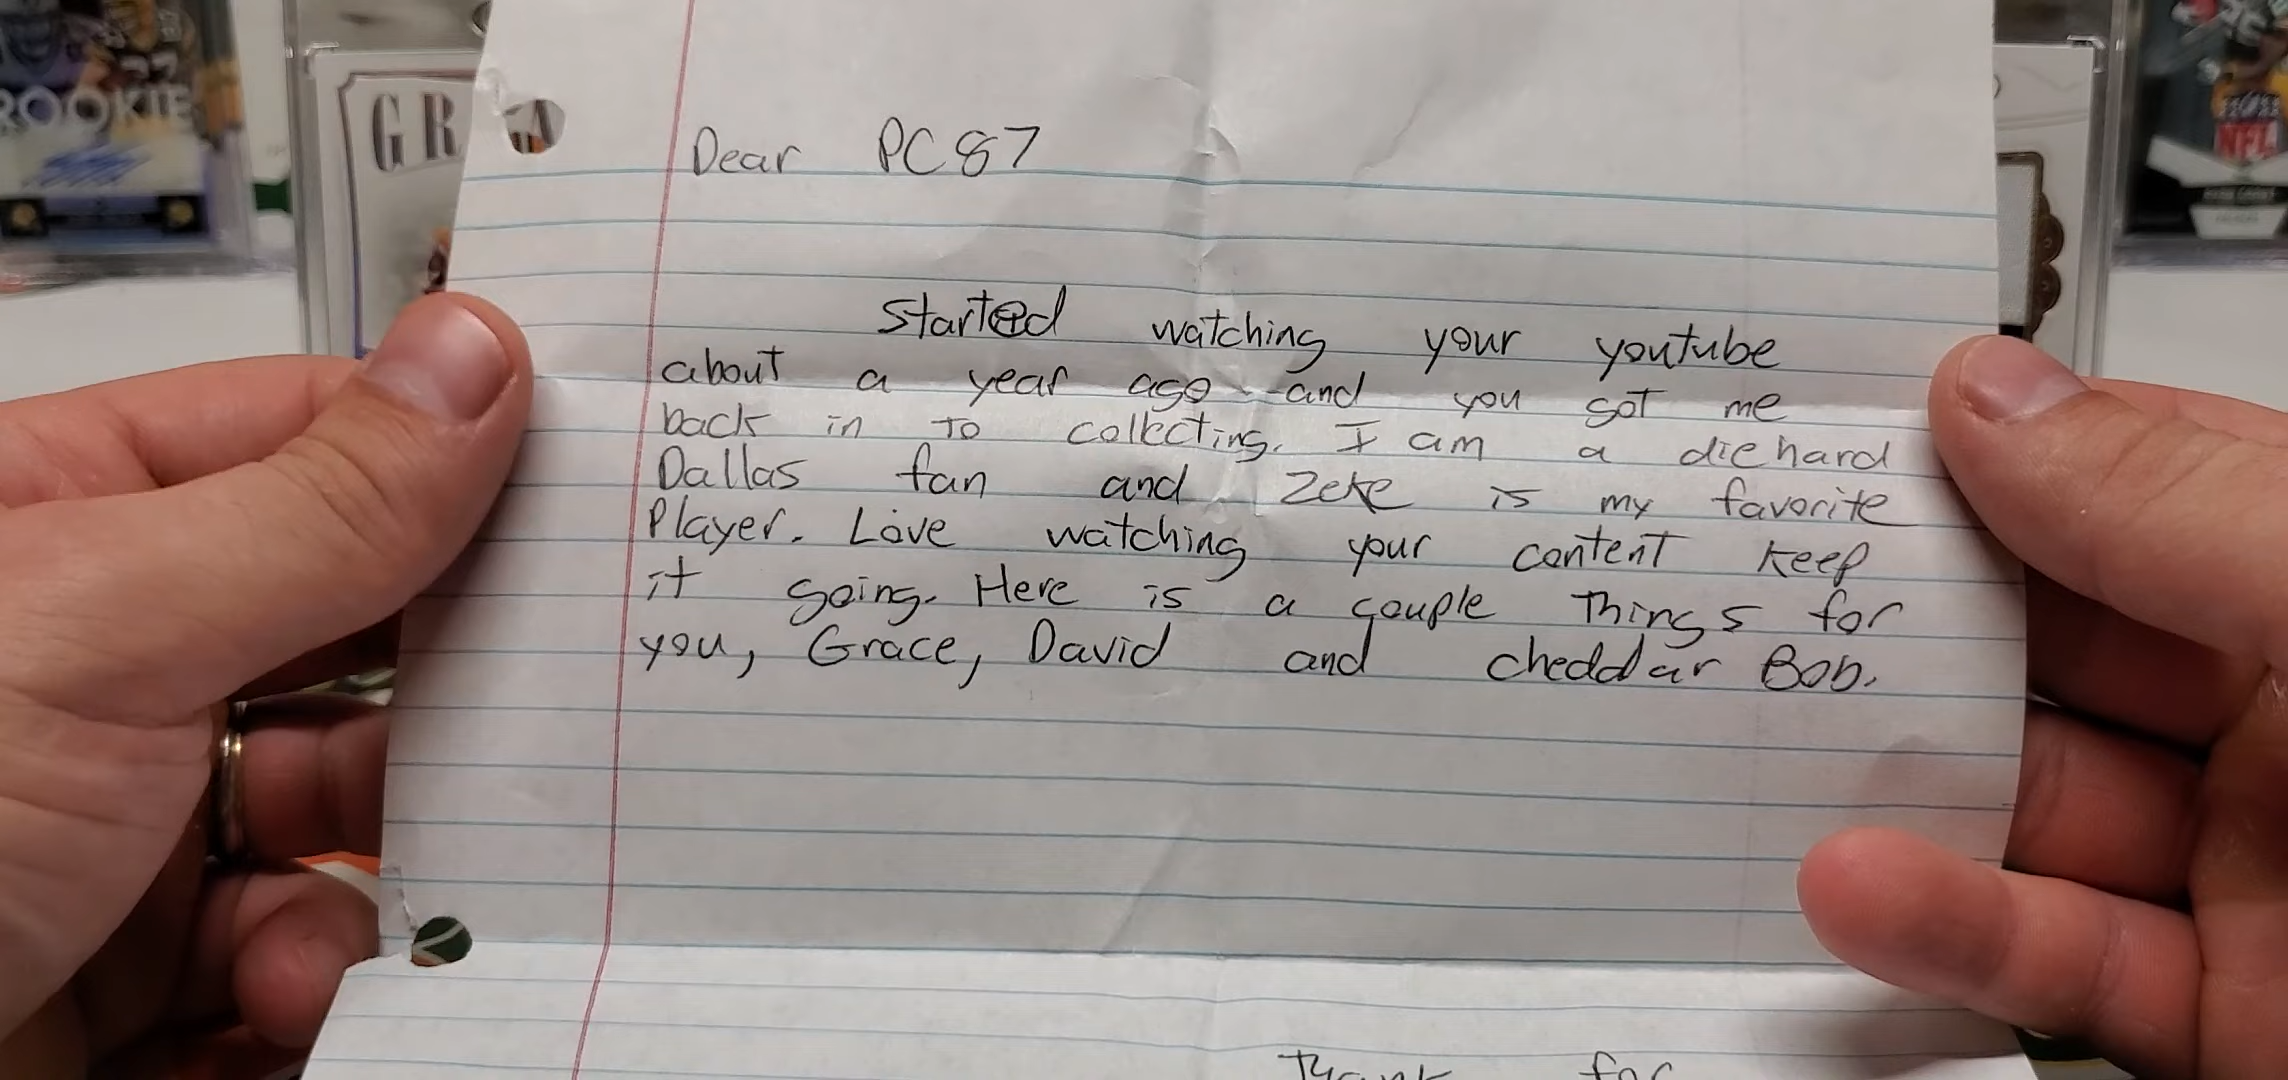 ROOKIE
GR
NFL
Dear PC87
Started watching your youtube
about a year ago and you got me
back in to collecting. I am a diehard
Dallas fan and Zeke is my favorite
Player. Love watching your content keep
it going. Here is a couple Things for
you, Grace, David and cheddar Bob.
Thank for